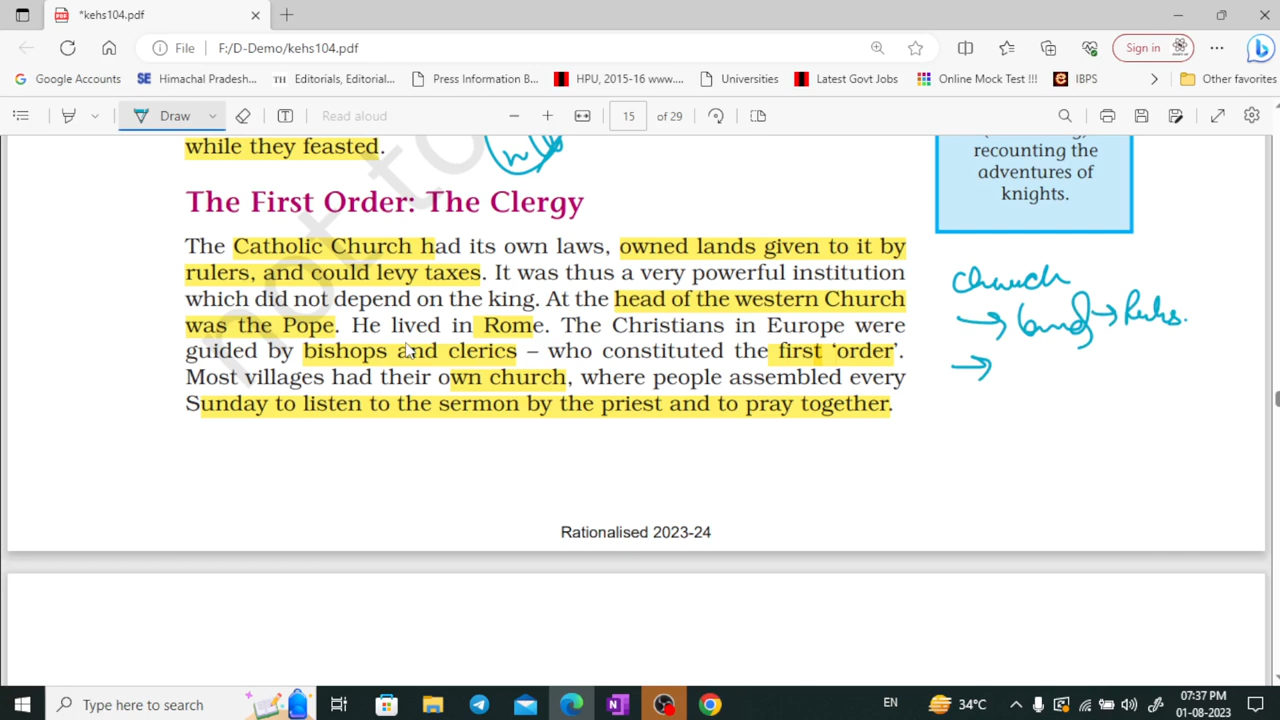 *kehs104.pdf
File F:/D-Demo/kehs104.pdf Sign in
Google Accounts SE Himachal Pradesh... TH Editorials, Editorial... Press Information B... HPU, 2015-16 www.... Universities Latest Govt Jobs Online Mock Test !!! IBPS Other favorites
Draw Read aloud 15 of 29
while they feasted.
recounting the
adventures of
knights.
The First Order: The Clergy
The Catholic Church had its own laws, owned lands given to it by
rulers, and could levy taxes. It was thus a very powerful institution
which did not depend on the king. At the head of the western Church
was the Pope. He lived in Rome. The Christians in Europe were
guided by bishops and clerics – who constituted the first ‘order’.
Most villages had their own church, where people assembled every
Sunday to listen to the sermon by the priest and to pray together.
church
→ land → Rulers.
→
not to
Rationalised 2023-24
Type here to search EN 34°C 07:37 PM
01-08-2023